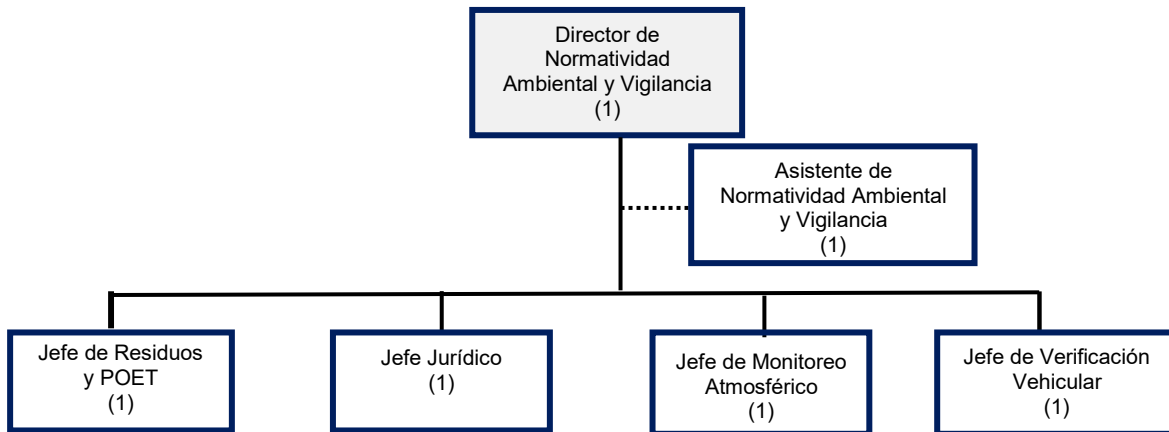 Director de
Normatividad
Ambiental y Vigilancia
(1)
Asistente de
Normatividad Ambiental
y Vigilancia
(1)
Jefe de Residuos
y POET
(1)
Jefe Jurídico
(1)
Jefe de Monitoreo
Atmosférico
(1)
Jefe de Verificación
Vehicular
(1)